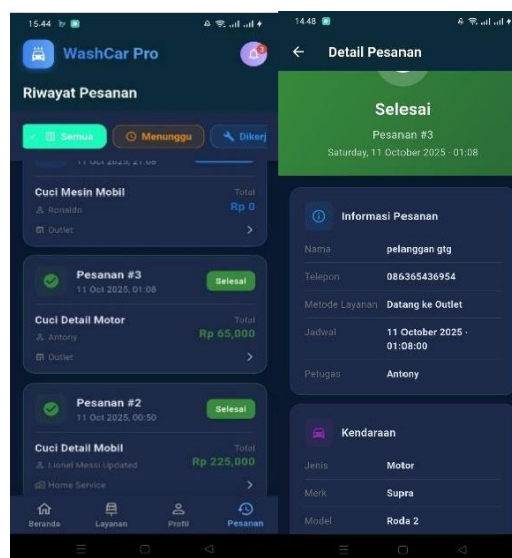 15.44
WashCar Pro
3
Riwayat Pesanan
Semua
Menunggu
Dikerj
11 Oct 2025, 21:08
Cuci Mesin Mobil
Total
Ronaldo
Rp 0
Outlet
Pesanan #3
11 Oct 2025, 01:08
Selesai
Cuci Detail Motor
Total
Antony
Rp 65,000
Outlet
Pesanan #2
11 Oct 2025, 00:50
Selesai
Cuci Detail Mobil
Total
Lionel Messi Updated
Rp 225,000
Home Service
Beranda
Layanan
Profil
Pesanan
14.48
Detail Pesanan
Selesai
Pesanan #3
Saturday, 11 October 2025 · 01:08
Informasi Pesanan
Nama
pelanggan gtg
Telepon
086365436954
Metode Layanan
Datang ke Outlet
Jadwal
11 October 2025 ·
01:08:00
Petugas
Antony
Kendaraan
Jenis
Motor
Merk
Supra
Model
Roda 2